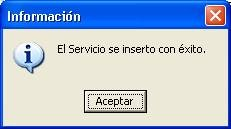 Información
El Servicio se inserto con éxito.
Aceptar